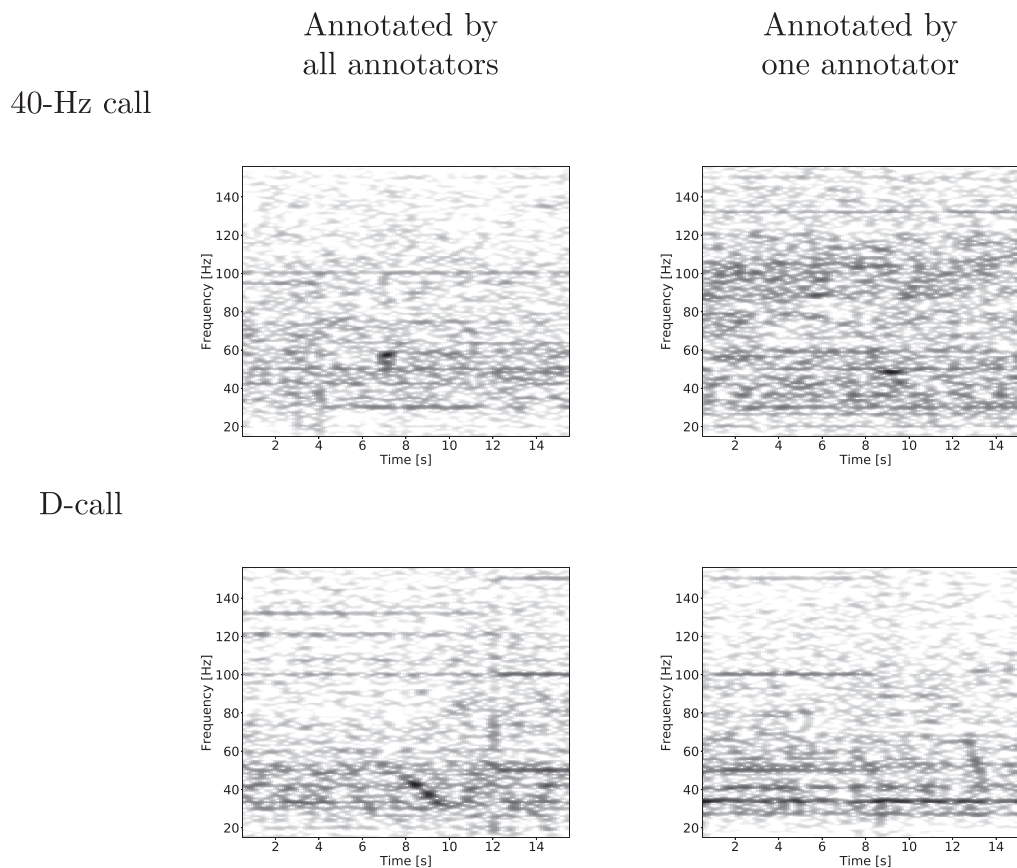 Annotated by
all annotators
Annotated by
one annotator
40-Hz call
140
120
100
80
60
40
20
Frequency [Hz]
2 4 6 8 10 12 14
Time [s]
140
120
100
80
60
40
20
Frequency [Hz]
2 4 6 8 10 12 14
Time [s]
D-call
140
120
100
80
60
40
20
Frequency [Hz]
2 4 6 8 10 12 14
Time [s]
140
120
100
80
60
40
20
Frequency [Hz]
2 4 6 8 10 12 14
Time [s]